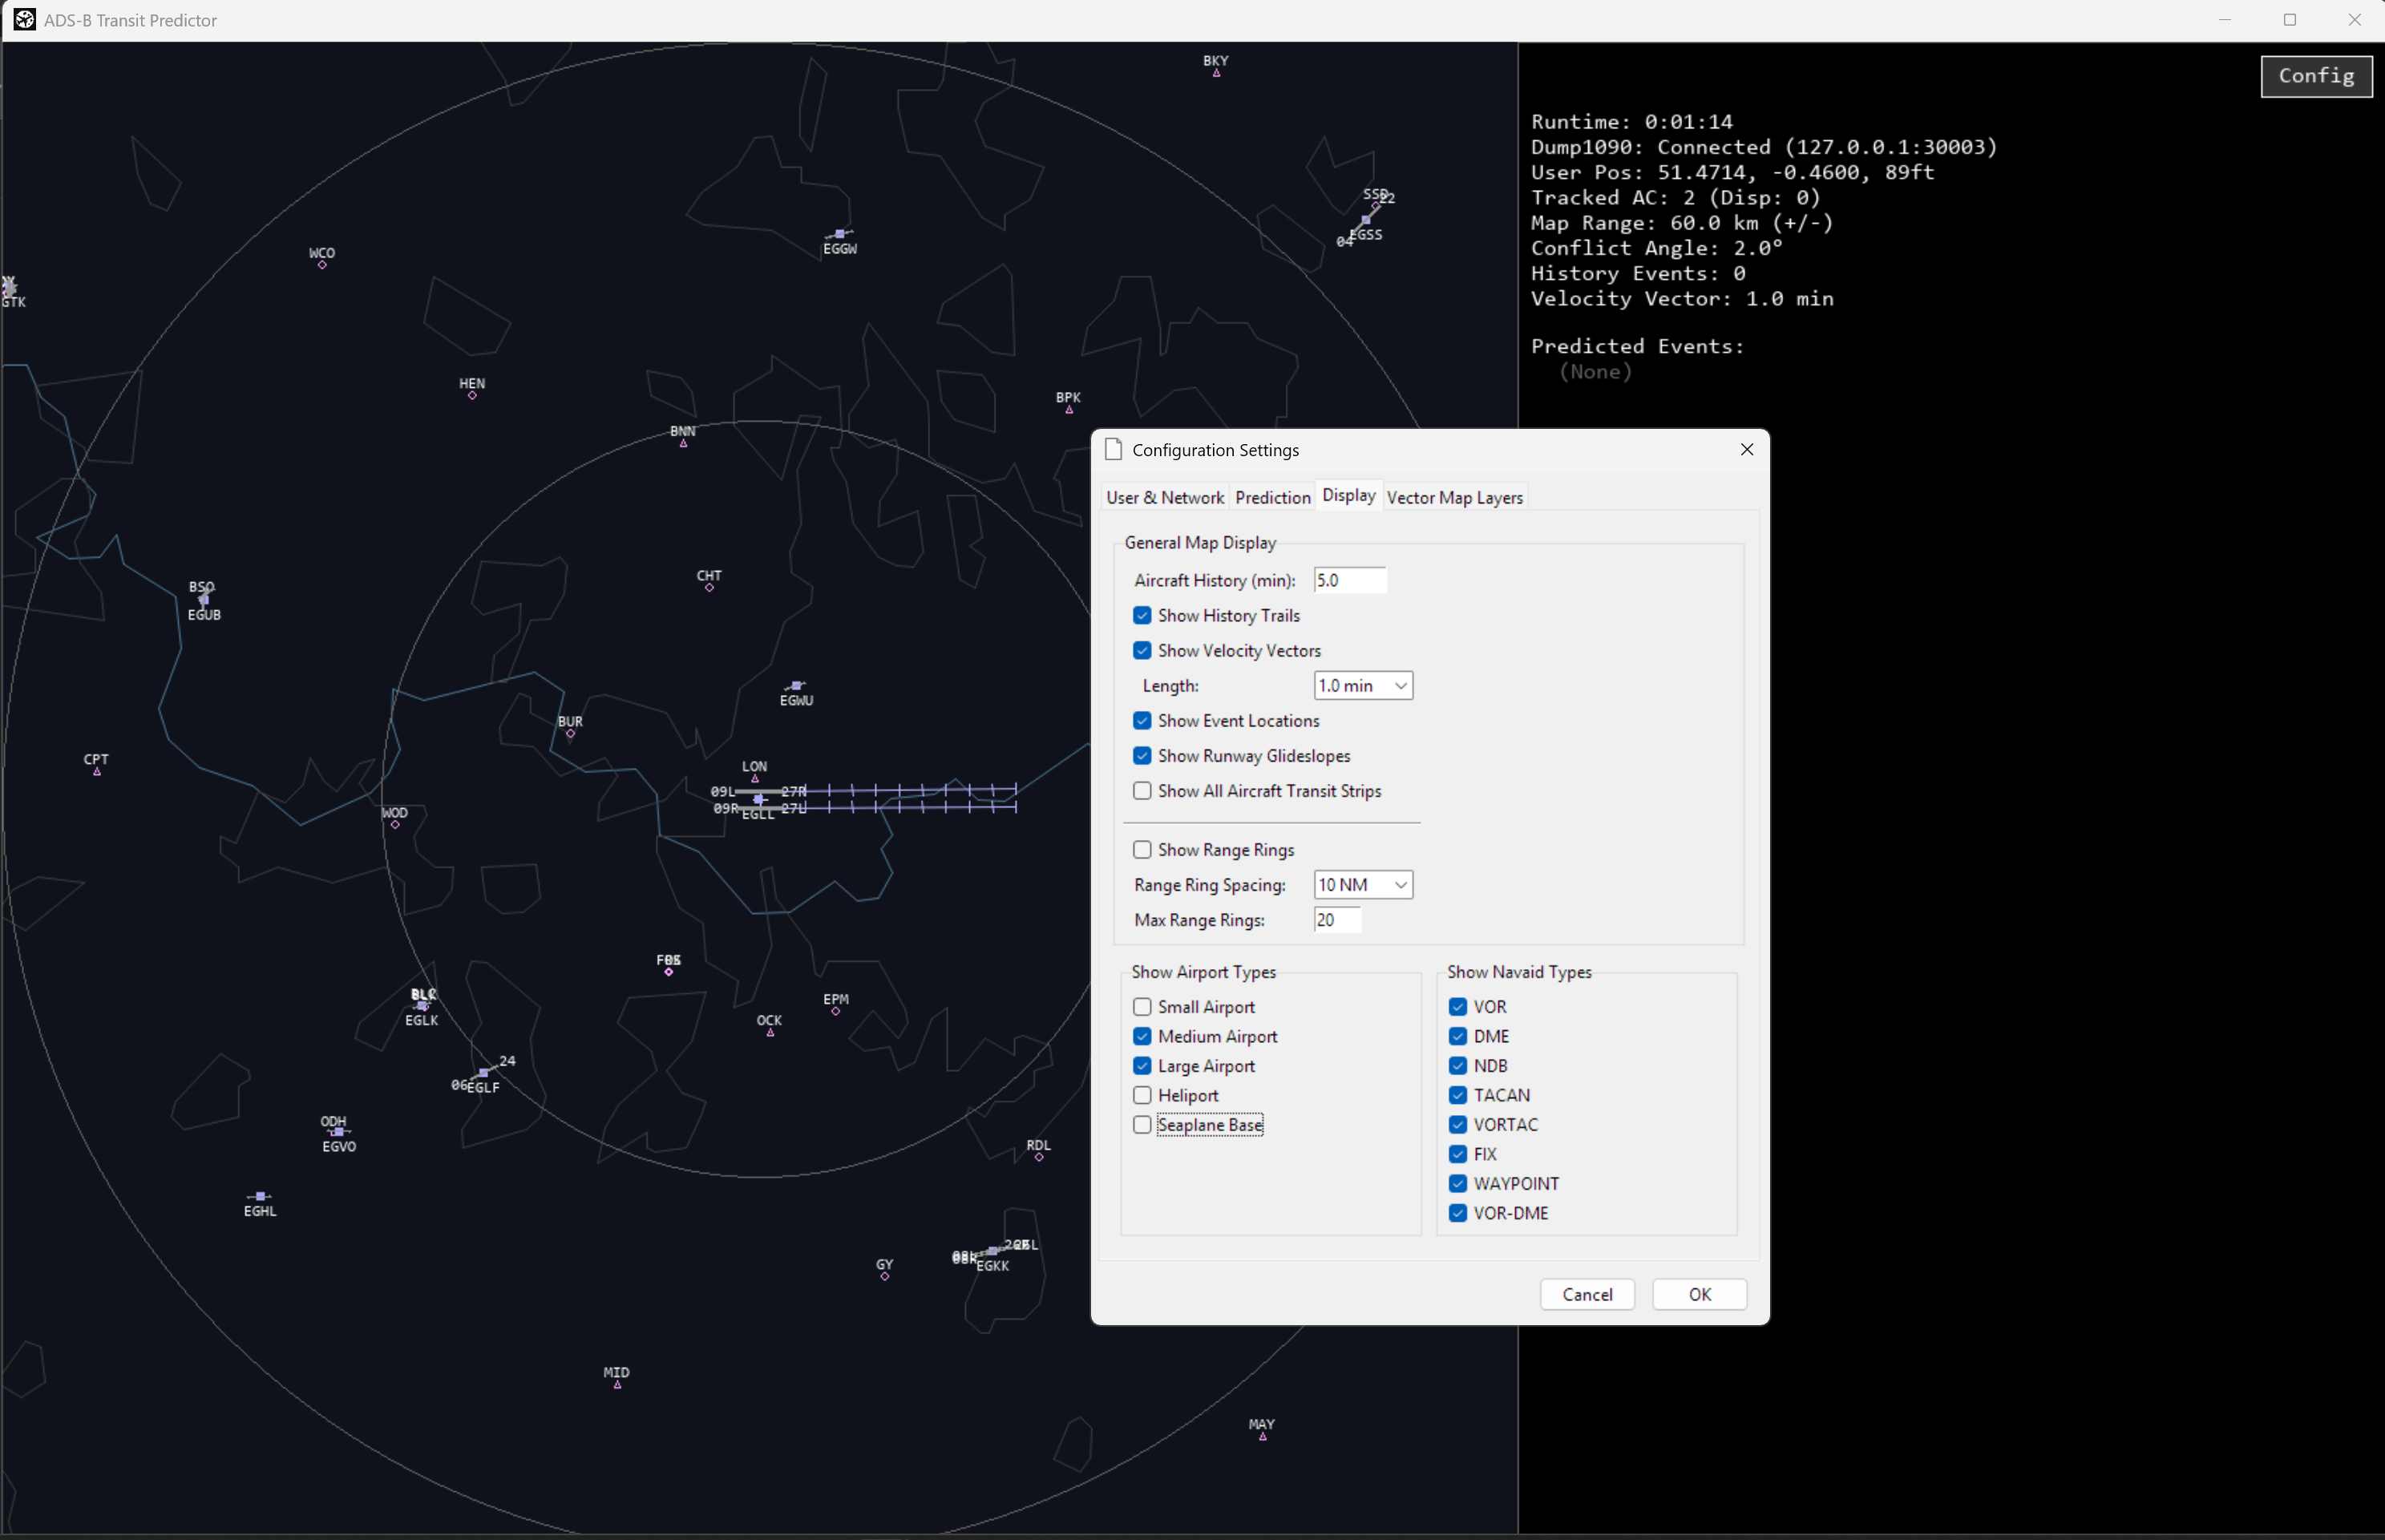 ADS-B Transit Predictor
BKY
Config
Runtime: 0:01:14
Dump1090: Connected (127.0.0.1:30003)
User Pos: 51.4714, -0.4600, 89ft
Tracked AC: 2 (Disp: 0)
Map Range: 60.0 km (+/-)
Conflict Angle: 2.0°
History Events: 0
Velocity Vector: 1.0 min
Predicted Events:
(None)
SSD
22
04
EGSS
EGGW
WCO
GTK
HEN
BPK
BNN
CHT
BSO
EGUB
EGWU
BUR
CPT
LON
09L 27R
09R 27L
EGLL
WOD
EPM
OCK
EGLK
24
06
EGLF
ODH
EGVO
RDL
EGHL
08R
EGKK
GY
MID
MAY
Configuration Settings
User & Network Prediction Display Vector Map Layers
General Map Display
Aircraft History (min): 5.0
Show History Trails
Show Velocity Vectors
Length: 1.0 min
Show Event Locations
Show Runway Glideslopes
Show All Aircraft Transit Strips
Show Range Rings
Range Ring Spacing: 10 NM
Max Range Rings: 20
Show Airport Types
Small Airport
Medium Airport
Large Airport
Heliport
Seaplane Base
Show Navaid Types
VOR
DME
NDB
TACAN
VORTAC
FIX
WAYPOINT
VOR-DME
Cancel OK